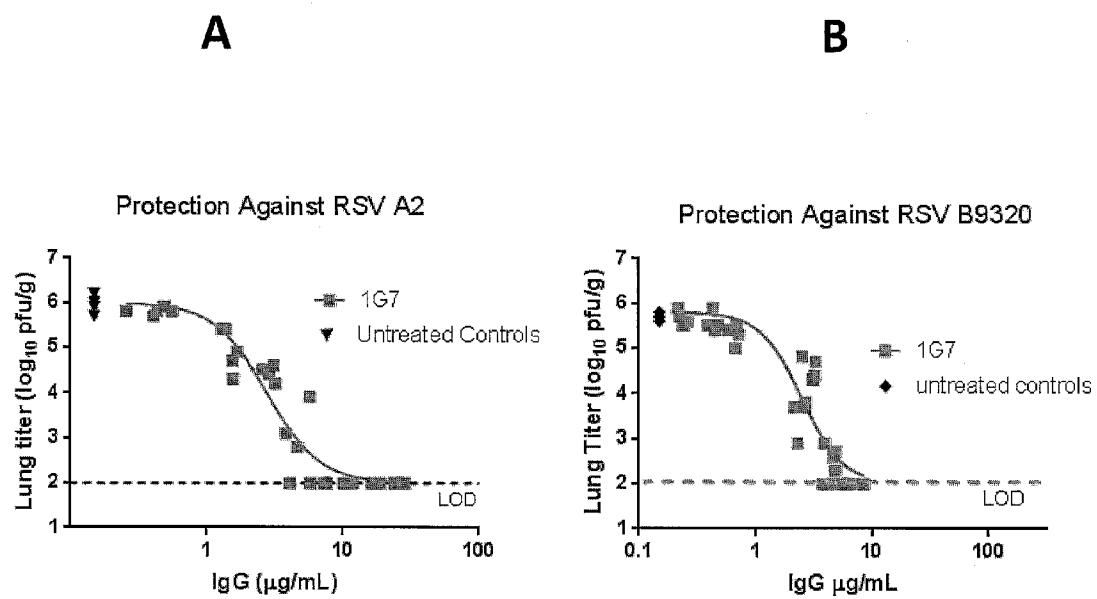 A
B
Protection Against RSV A2
Protection Against RSV B9320
Lung titer (log10 pfu/g)
7
6
5
4
3
2
1
1G7
Untreated Controls
LOD
1
10
100
IgG (µg/mL)
Lung Titer (log10 pfu/g)
7
6
5
4
3
2
1
1G7
untreated controls
LOD
0.1
1
10
100
IgG µg/mL